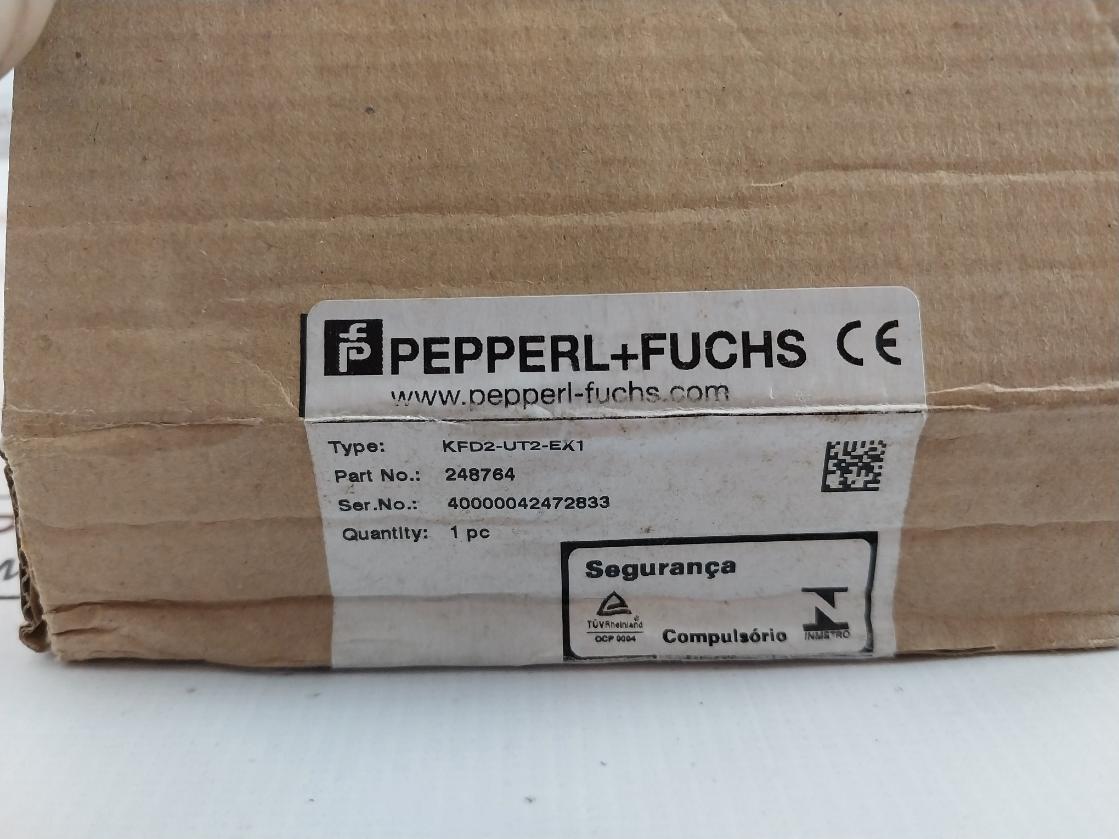 fp PEPPERL+FUCHS CE
www.pepperl-fuchs.com
Type: KFD2-UT2-EX1
Part No.: 248764
Ser.No.: 40000042472833
Quantity: 1 pc
Segurança
TÜVRheinland®
OCP 0004
Compulsório
INMETRO